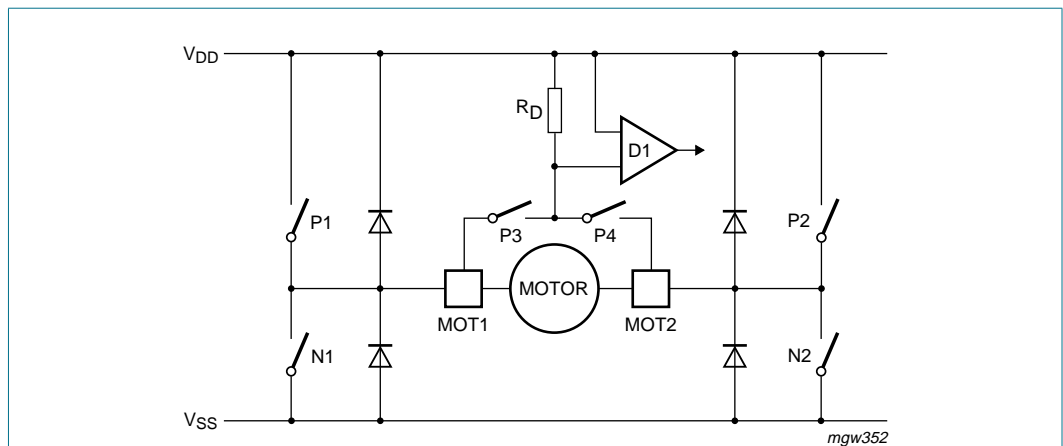 VDD
RD
D1
P1
P3
P4
P2
MOTOR
MOT1
MOT2
N1
N2
VSS
mgw352